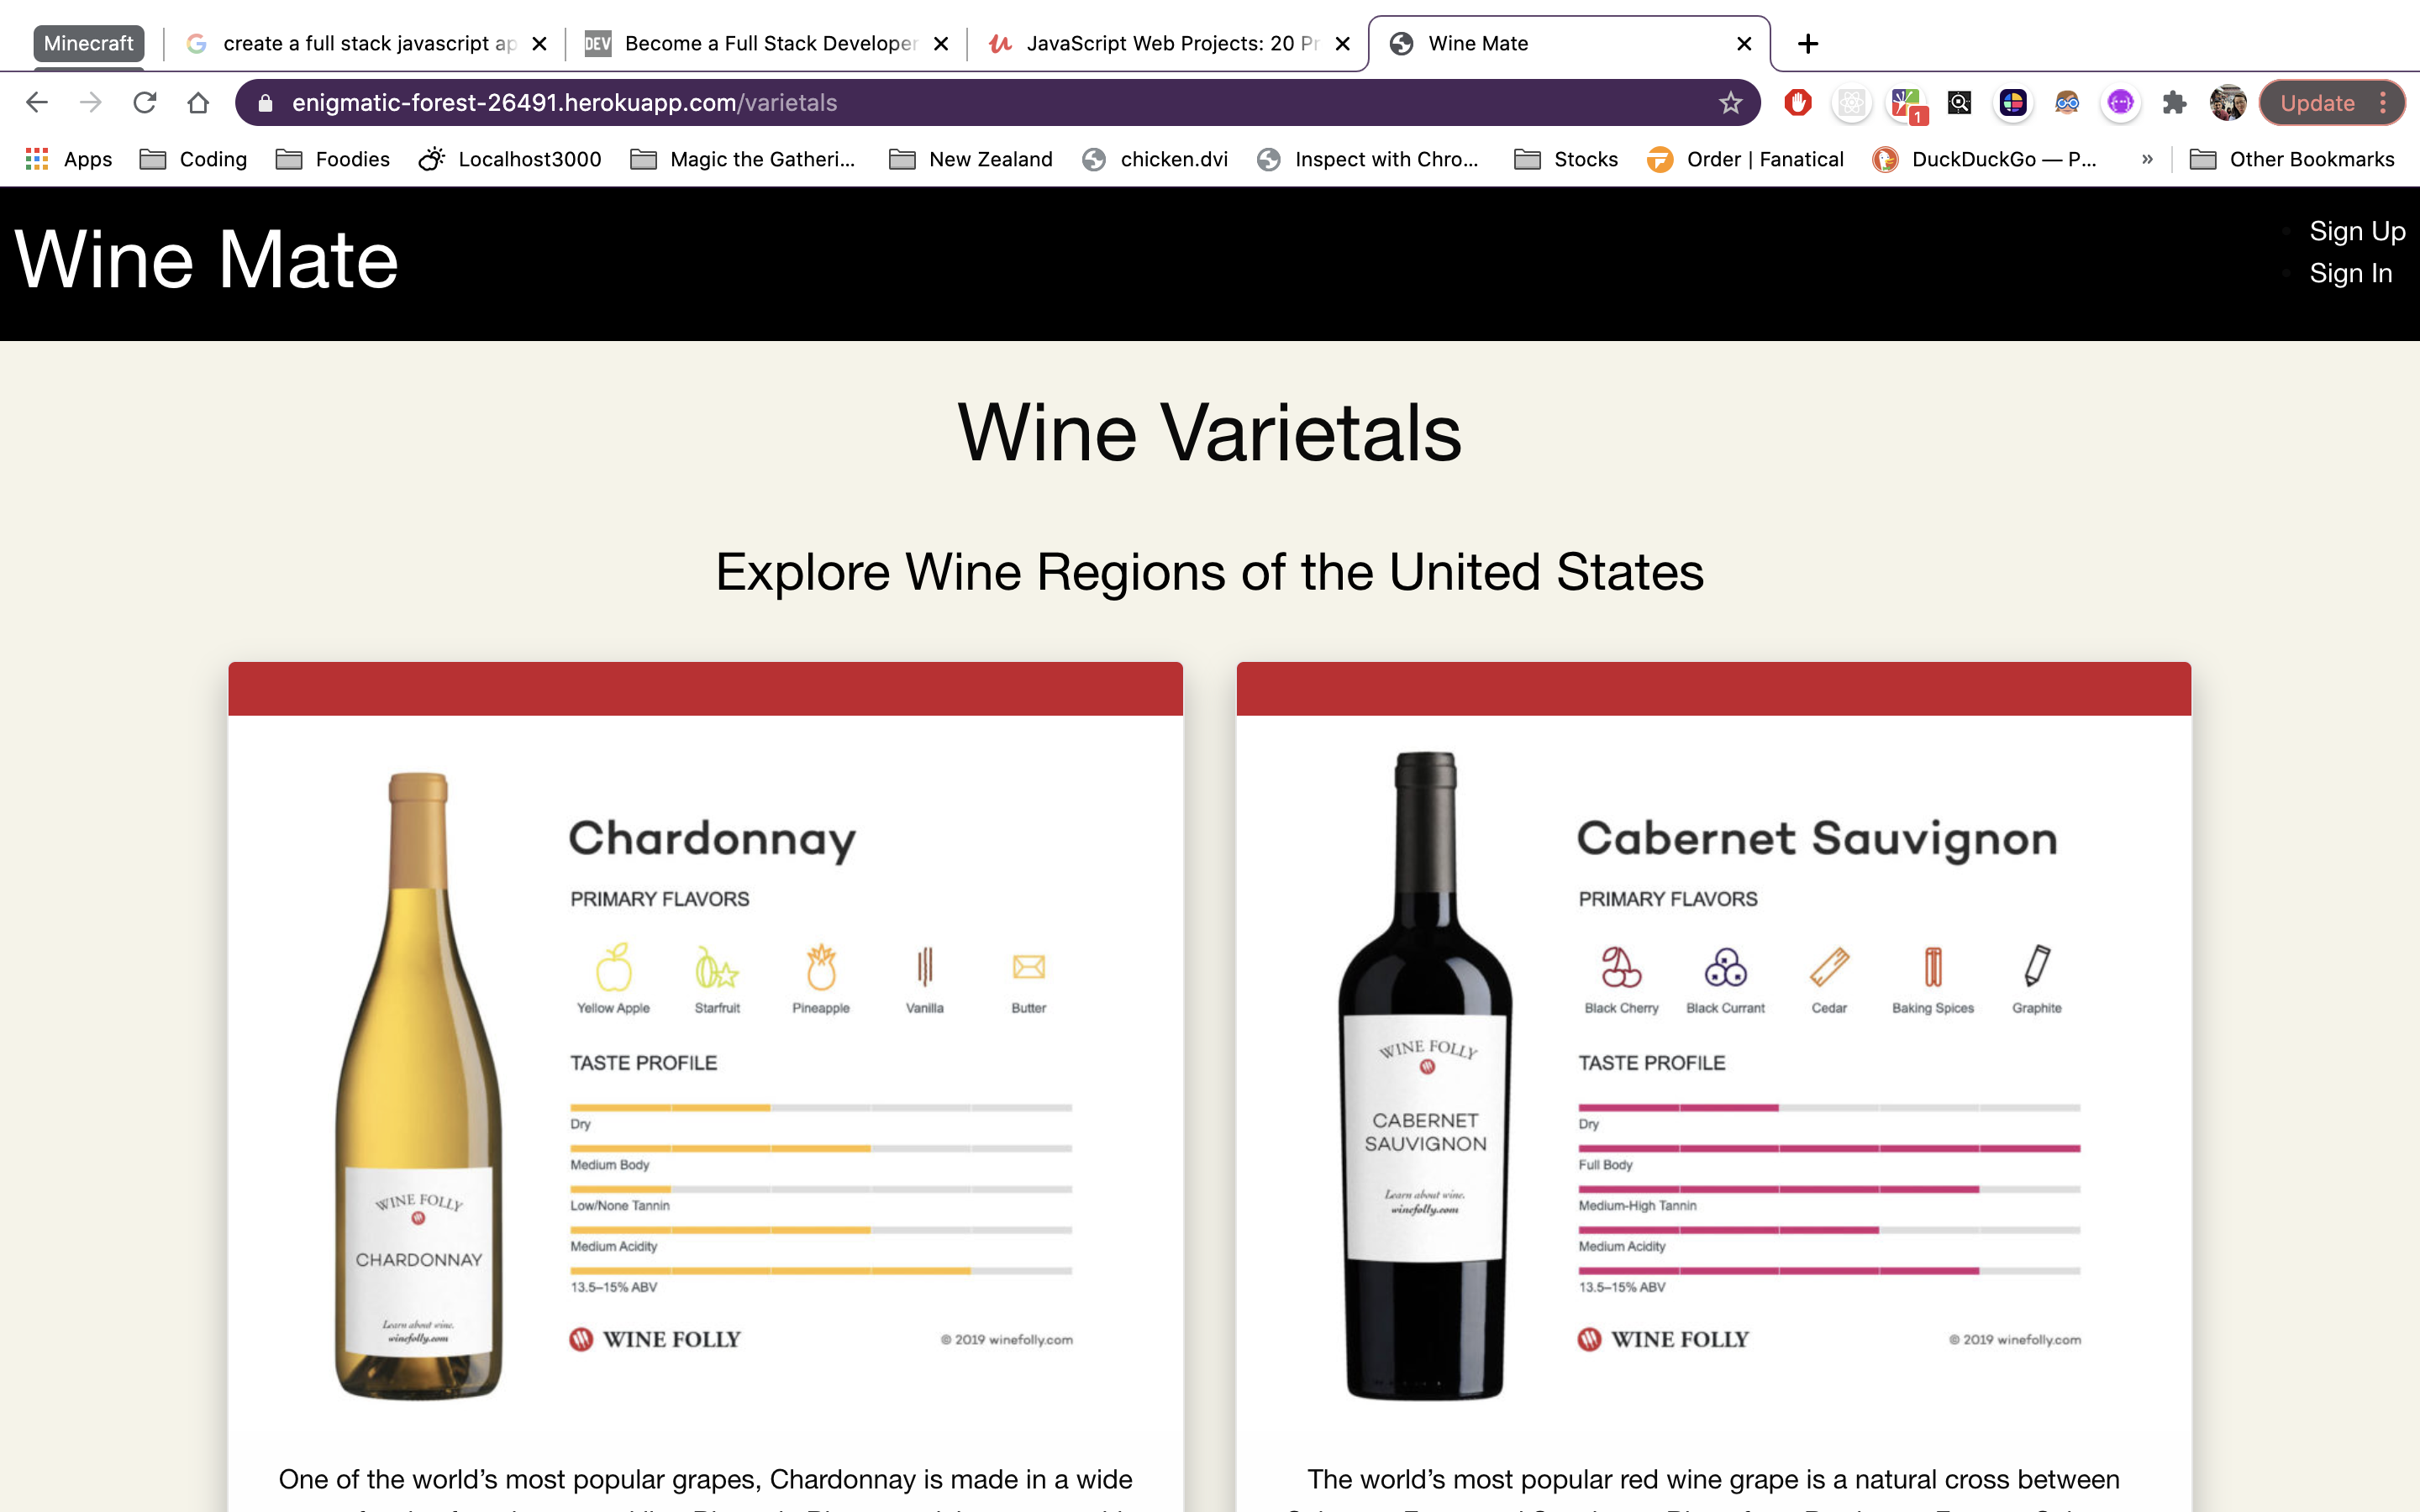 Minecraft
create a full stack javascript ap
DEV
Become a Full Stack Developer
JavaScript Web Projects: 20 Pr
Wine Mate
enigmatic-forest-26491.herokuapp.com/varietals
1
Update
Apps
Coding
Foodies
Localhost3000
Magic the Gatheri...
New Zealand
chicken.dvi
Inspect with Chro...
Stocks
Order | Fanatical
DuckDuckGo — P...
»
Other Bookmarks
Wine Mate
Sign Up
Sign In
Wine Varietals
Explore Wine Regions of the United States
Chardonnay
PRIMARY FLAVORS
Yellow Apple
Starfruit
Pineapple
Vanilla
Butter
TASTE PROFILE
Dry
Medium Body
Low/None Tannin
Medium Acidity
13.5–15% ABV
WINE FOLLY
© 2019 winefolly.com
WINE FOLLY
CHARDONNAY
Learn about wine.
winefolly.com
One of the world’s most popular grapes, Chardonnay is made in a wide
Cabernet Sauvignon
PRIMARY FLAVORS
Black Cherry
Black Currant
Cedar
Baking Spices
Graphite
TASTE PROFILE
Dry
Full Body
Medium-High Tannin
Medium Acidity
13.5–15% ABV
WINE FOLLY
© 2019 winefolly.com
WINE FOLLY
CABERNET
SAUVIGNON
Learn about wine.
winefolly.com
The world’s most popular red wine grape is a natural cross between